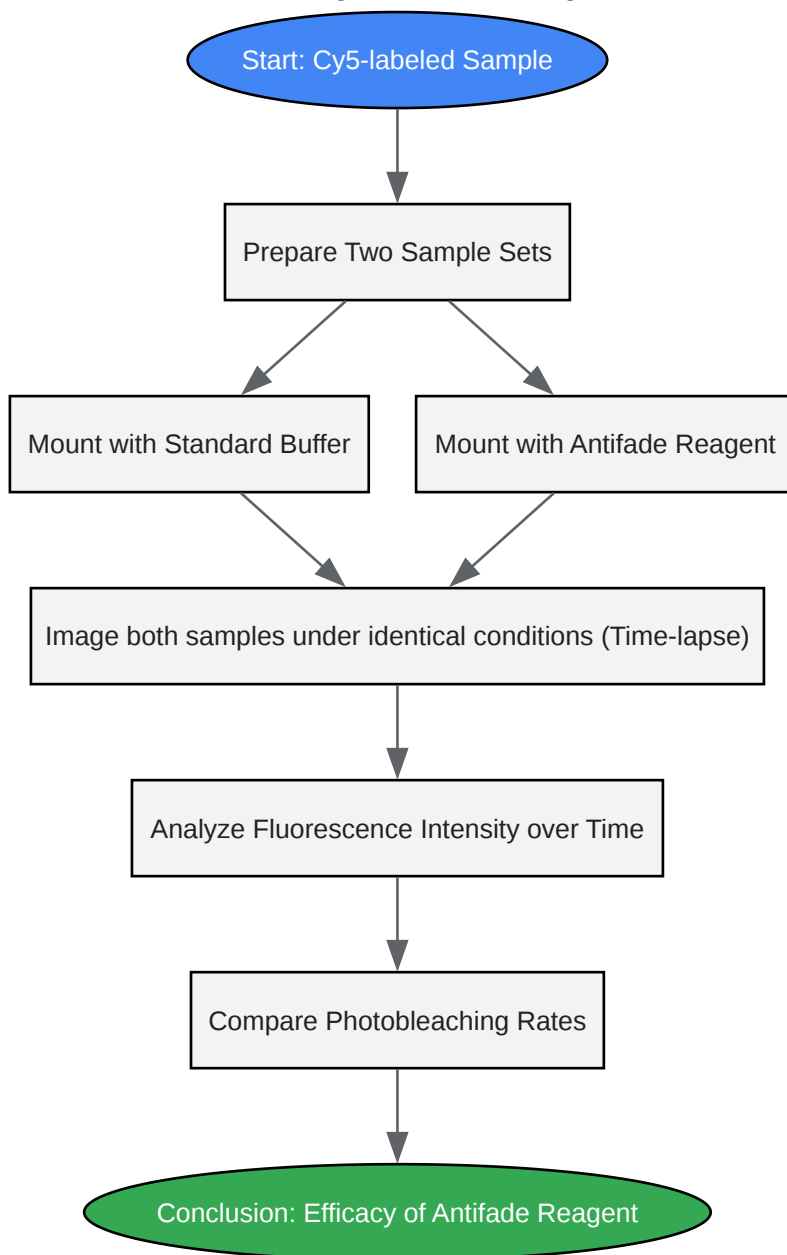 Start: Cy5-labeled Sample
Prepare Two Sample Sets
Mount with Standard Buffer
Mount with Antifade Reagent
Image both samples under identical conditions (Time-lapse)
Analyze Fluorescence Intensity over Time
Compare Photobleaching Rates
Conclusion: Efficacy of Antifade Reagent